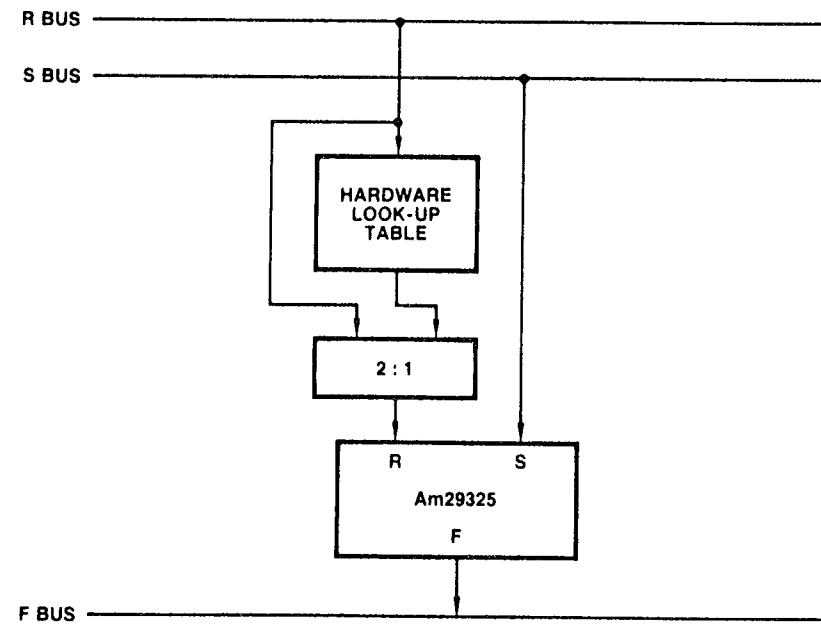 R BUS
S BUS
HARDWARE
LOOK-UP
TABLE
2 : 1
R S
Am29325
F
F BUS